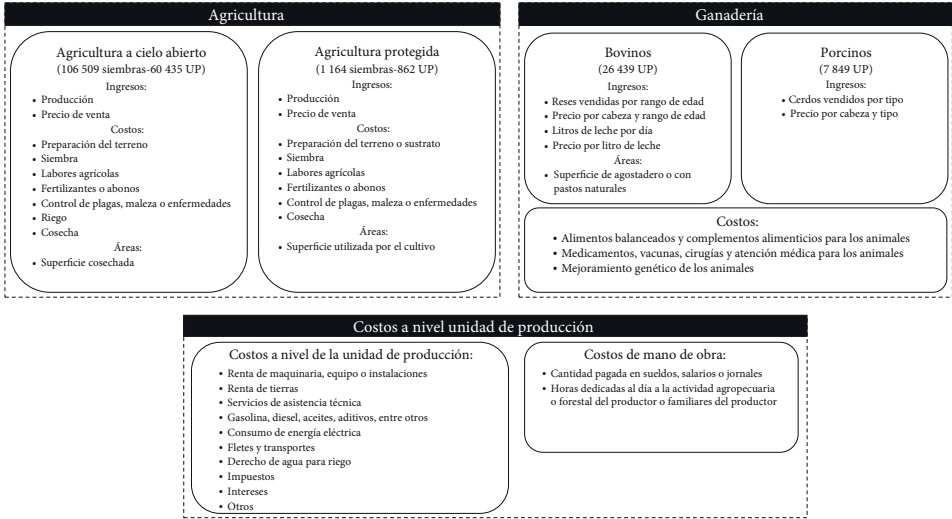 Agricultura
Agricultura a cielo abierto
(106 509 siembras-60 435 UP)
Ingresos:
• Producción
• Precio de venta
Costos:
• Preparación del terreno
• Siembra
• Labores agrícolas
• Fertilizantes o abonos
• Control de plagas, maleza o enfermedades
• Riego
• Cosecha
Áreas:
• Superficie cosechada
Agricultura protegida
(1 164 siembras-862 UP)
Ingresos:
• Producción
• Precio de venta
Costos:
• Preparación del terreno o sustrato
• Siembra
• Labores agrícolas
• Fertilizantes o abonos
• Control de plagas, maleza o enfermedades
• Cosecha
Áreas:
• Superficie utilizada por el cultivo
Ganadería
Bovinos
(26 439 UP)
Ingresos:
• Reses vendidas por rango de edad
• Precio por cabeza y rango de edad
• Litros de leche por día
• Precio por litro de leche
Áreas:
• Superficie de agostadero o con
pastos naturales
Porcinos
(7 849 UP)
Ingresos:
• Cerdos vendidos por tipo
• Precio por cabeza y tipo
Costos:
• Alimentos balanceados y complementos alimenticios para los animales
• Medicamentos, vacunas, cirugías y atención médica para los animales
• Mejoramiento genético de los animales
Costos a nivel unidad de producción
Costos a nivel de la unidad de producción:
• Renta de maquinaria, equipo o instalaciones
• Renta de tierras
• Servicios de asistencia técnica
• Gasolina, diesel, aceites, aditivos, entre otros
• Consumo de energía eléctrica
• Fletes y transportes
• Derecho de agua para riego
• Impuestos
• Intereses
• Otros
Costos de mano de obra:
• Cantidad pagada en sueldos, salarios o jornales
• Horas dedicadas al día a la actividad agropecuaria
o forestal del productor o familiares del productor